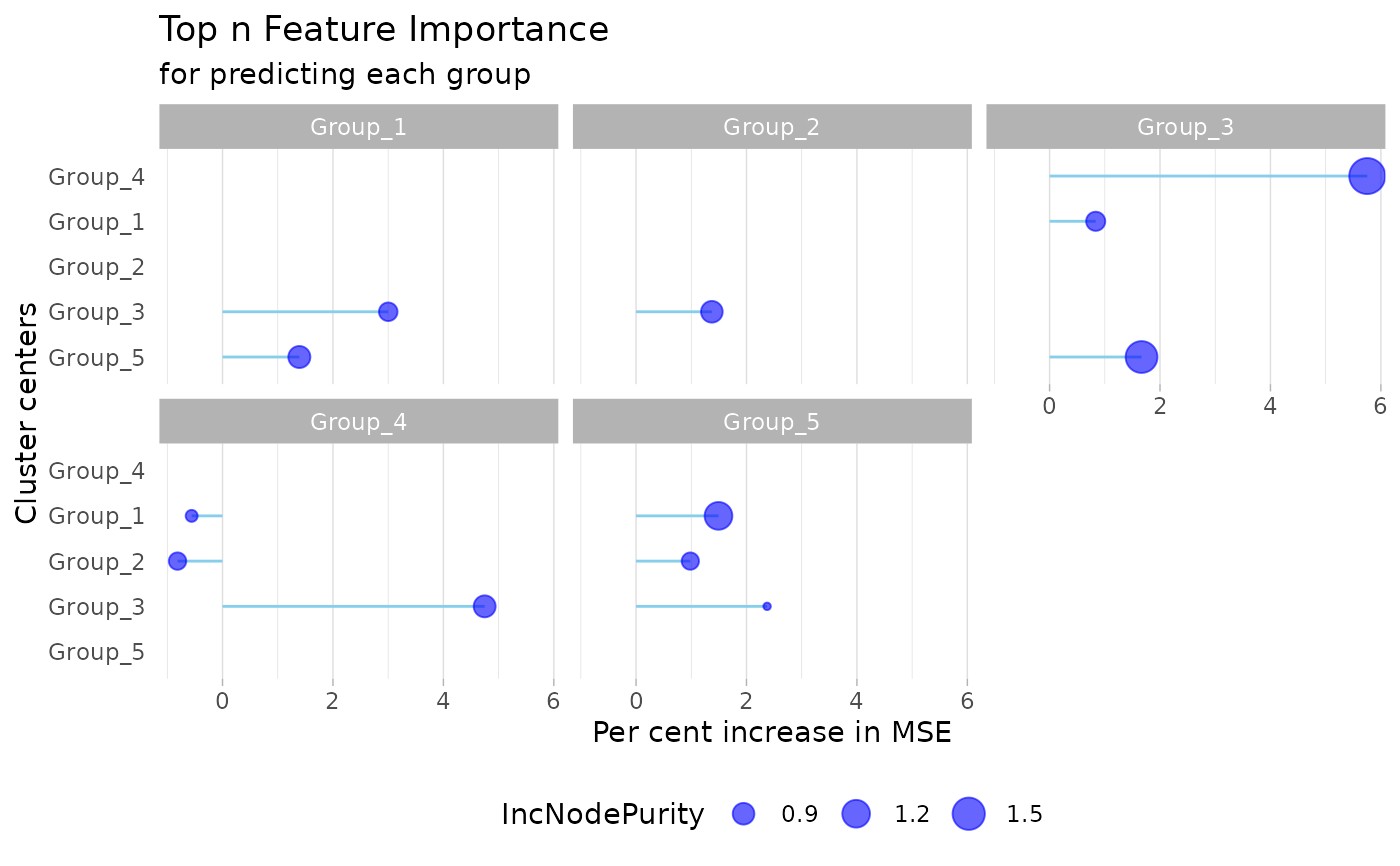 Top n Feature Importance
for predicting each group
Group_1 Group_2 Group_3
Group_4
Group_1
Group_2
Group_3
Group_5
0 2 4 6
Cluster centers
Group_4 Group_5
Group_4
Group_1
Group_2
Group_3
Group_5
0 2 4 6 0 2 4 6
Per cent increase in MSE
IncNodePurity 0.9 1.2 1.5